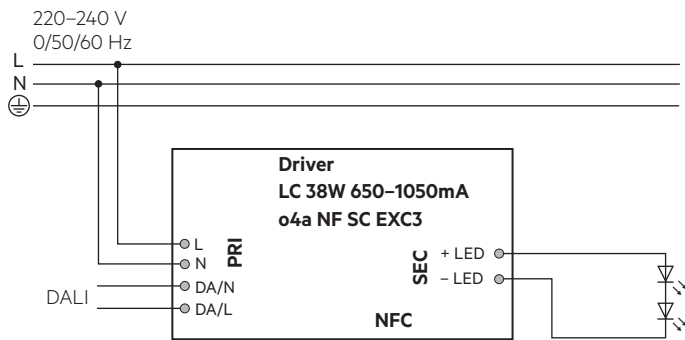 220–240 V
0/50/60 Hz
L
N
Driver
LC 38W 650–1050mA
o4a NF SC EXC3
PRI
L
N
DA/N
DA/L
DALI
SEC
+ LED
– LED
NFC